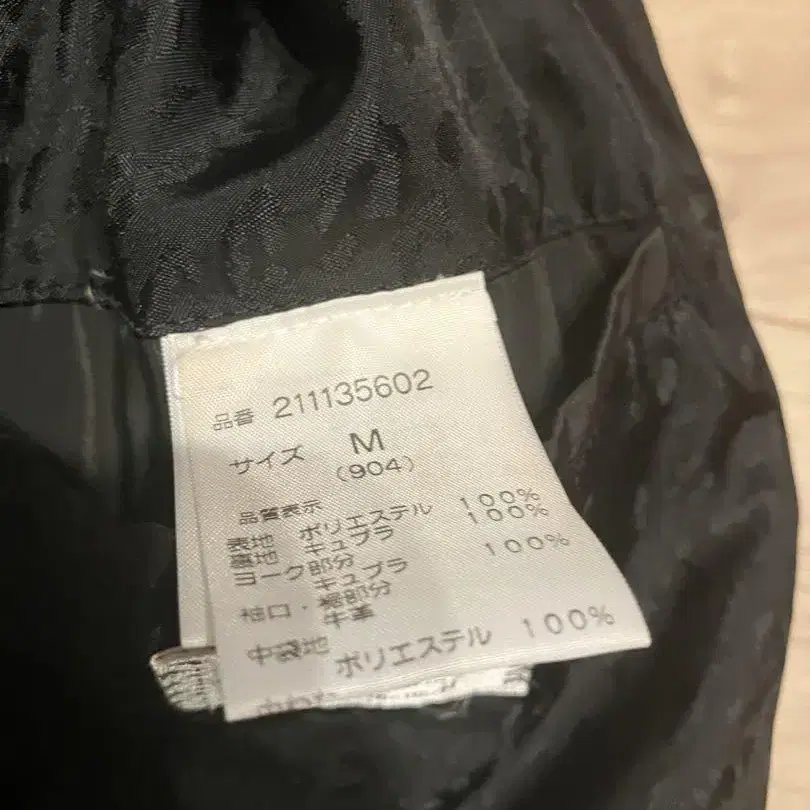 品番 211135602
サイズ M
(904)
品質表示
表地 ポリエステル 100%
裏地 キュプラ 100%
ヨーク部分
キュプラ 100%
袖口・裾部分
牛革
中袋地
ポリエステル 100%